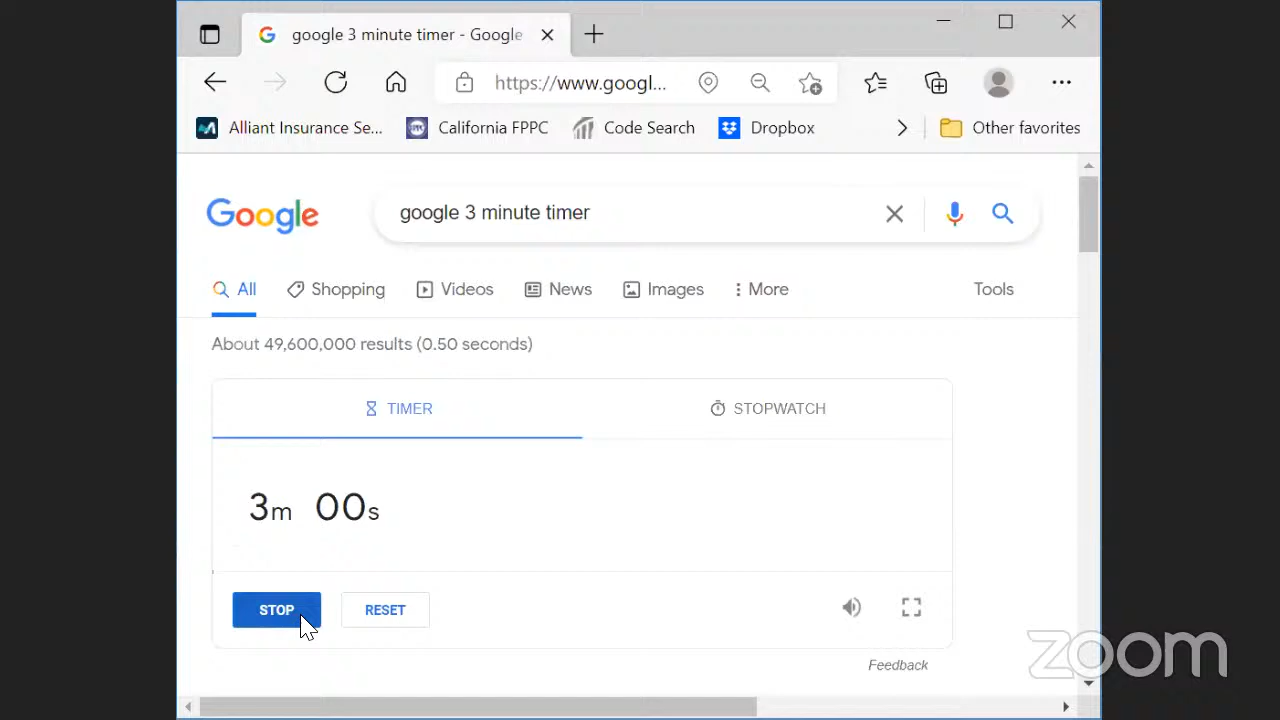 google 3 minute timer - Google
https://www.googl...
Alliant Insurance Se... California FPPC Code Search Dropbox Other favorites
Google google 3 minute timer
All Shopping Videos News Images More Tools
About 49,600,000 results (0.50 seconds)
TIMER STOPWATCH
3m 00s
STOP RESET
Feedback
zoom